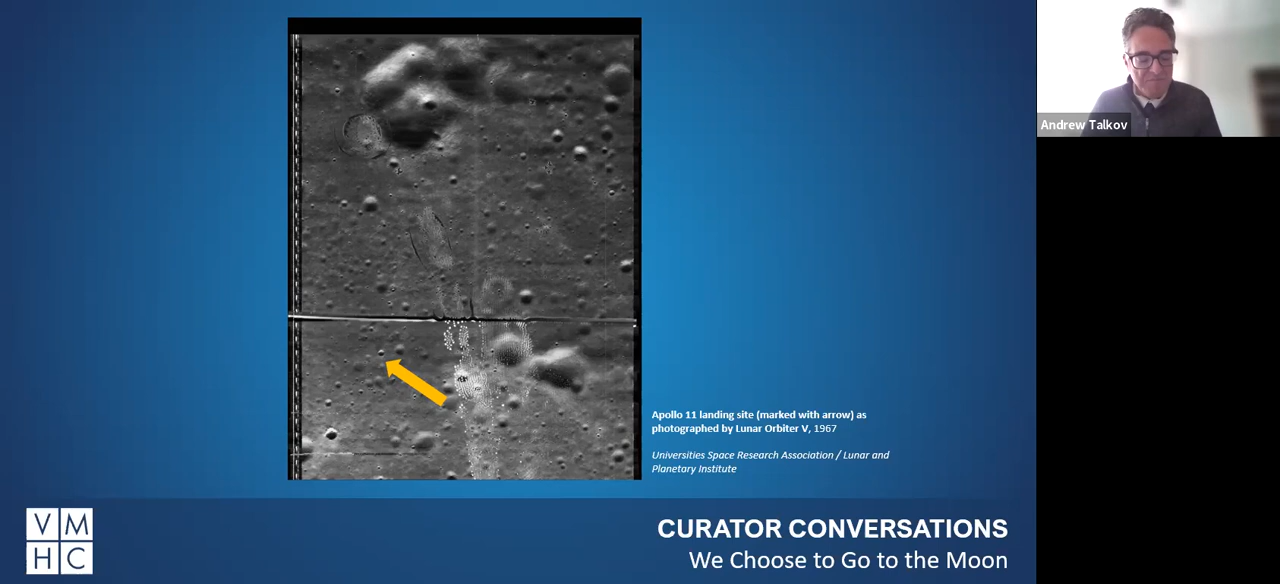 Andrew Talkov
Apollo 11 landing site (marked with arrow) as
photographed by Lunar Orbiter V, 1967
Universities Space Research Association / Lunar and
Planetary Institute
V M
H C
CURATOR CONVERSATIONS
We Choose to Go to the Moon